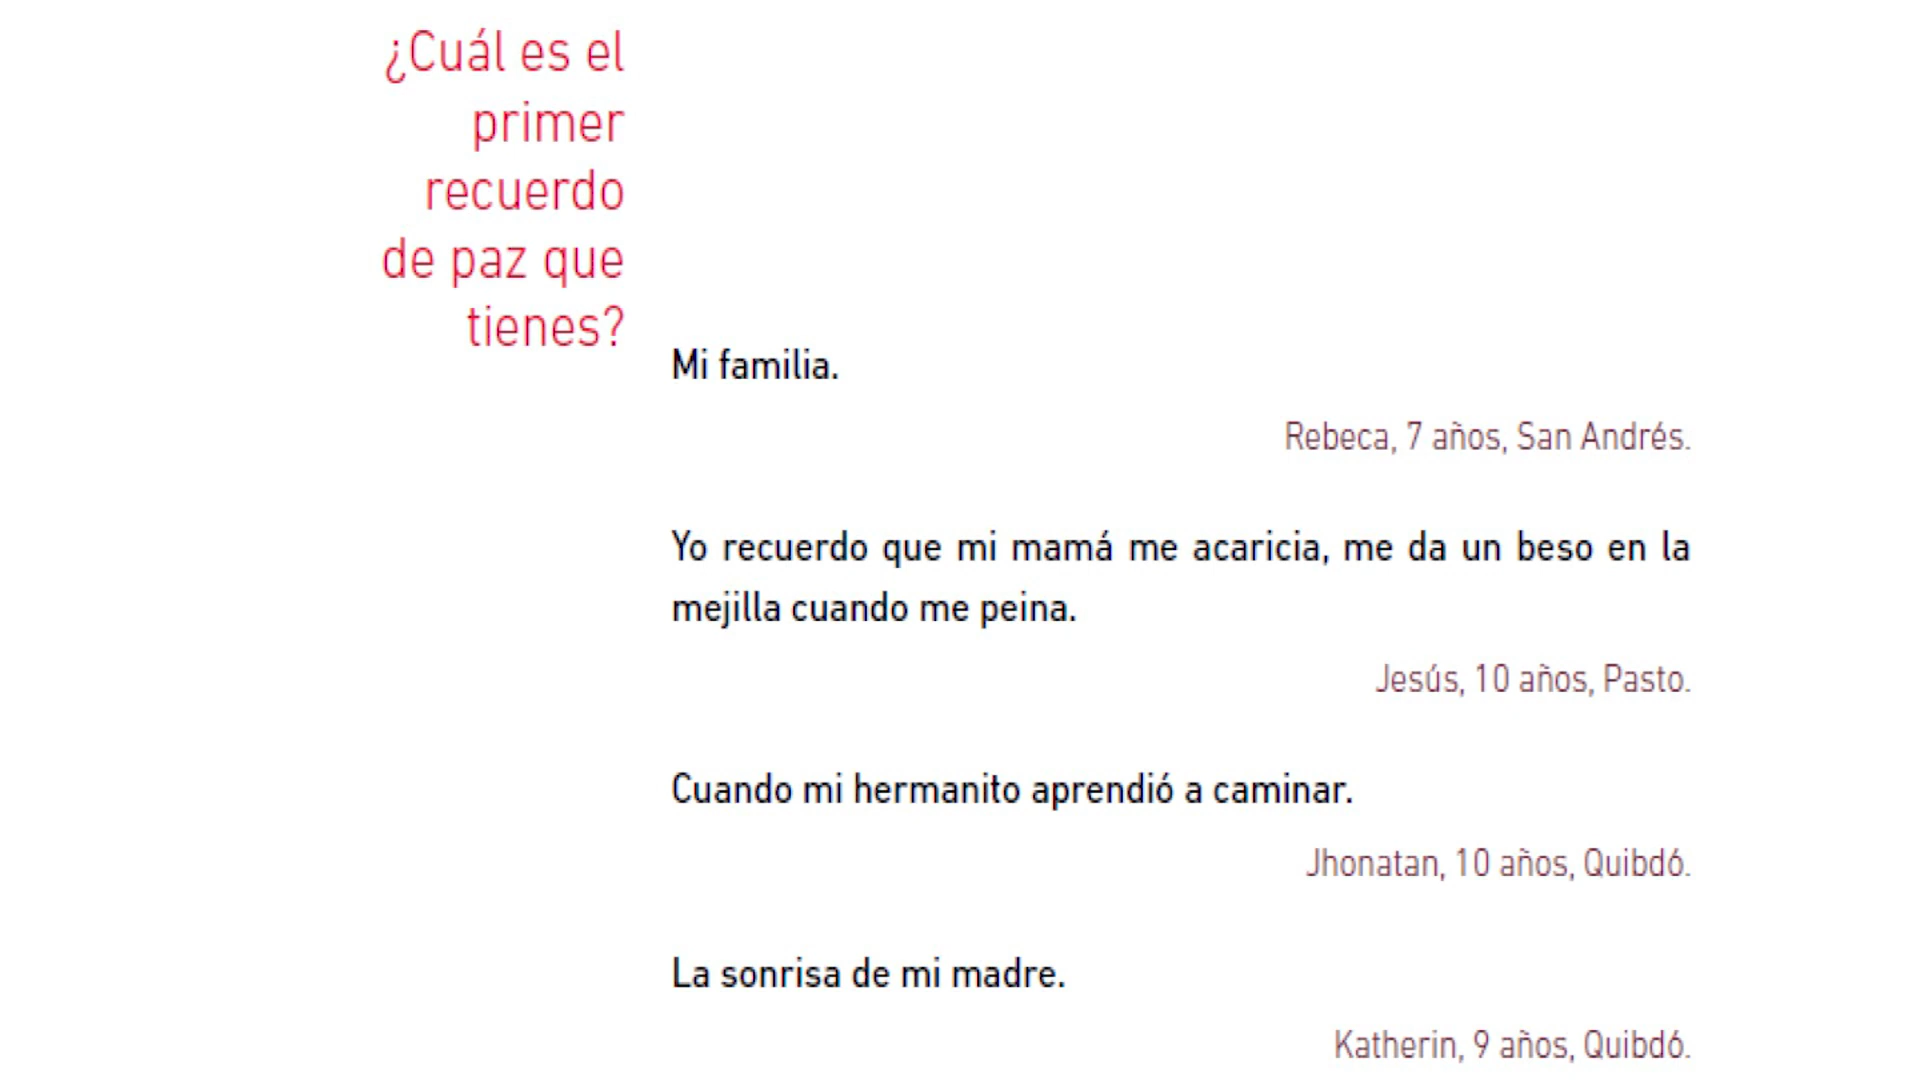 ¿Cuál es el
primer
recuerdo
de paz que
tienes?
Mi familia.
Rebeca, 7 años, San Andrés.
Yo recuerdo que mi mamá me acaricia, me da un beso en la
mejilla cuando me peina.
Jesús, 10 años, Pasto.
Cuando mi hermanito aprendió a caminar.
Jhonatan, 10 años, Quibdó.
La sonrisa de mi madre.
Katherin, 9 años, Quibdó.